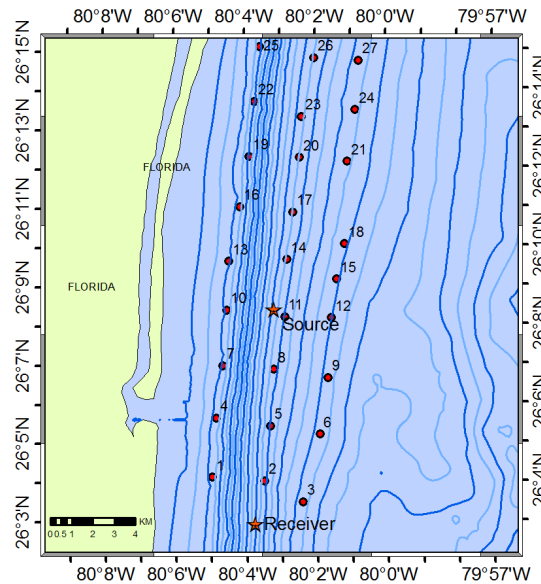 80°8'W 80°6'W 80°4'W 80°2'W 80°0'W 79°57'W
26°15'N 26°13'N 26°11'N 26°9'N 26°7'N 26°5'N 26°3'N
26°14'N 26°12'N 26°10'N 26°8'N 26°6'N 26°4'N
25 26 27
22 23 24
FLORIDA 19 20 21
16 17 18
13 14 15
FLORIDA
10 11 12
Source
7 8 9
4 5 6
1 2 3
0 0.5 1 2 3 4 KM
Receiver
80°8'W 80°6'W 80°4'W 80°2'W 80°0'W 79°57'W